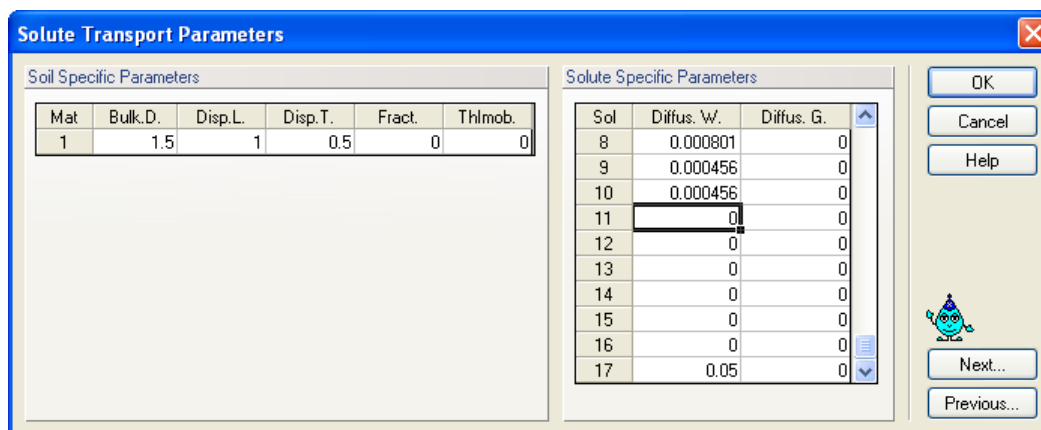 Solute Transport Parameters
Soil Specific Parameters
Mat Bulk.D. Disp.L. Disp.T. Fract. ThImob.
1 1.5 1 0.5 0 0
Solute Specific Parameters
Sol Diffus. W. Diffus. G.
8 0.000801 0
9 0.000456 0
10 0.000456 0
11 0 0
12 0 0
13 0 0
14 0 0
15 0 0
16 0 0
17 0.05 0
OK
Cancel
Help
Next...
Previous...